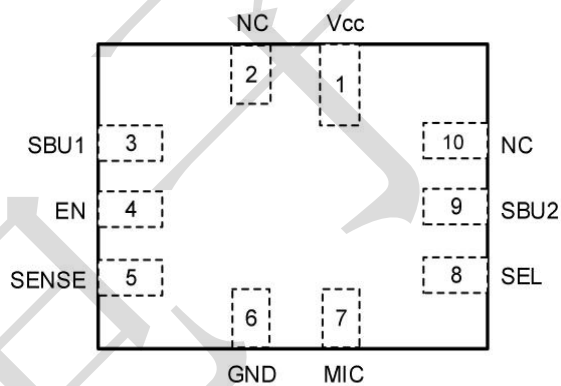 NC Vcc
2 1
SBU1 3 10 NC
EN 4 9 SBU2
SENSE 5 8 SEL
6 7
GND MIC